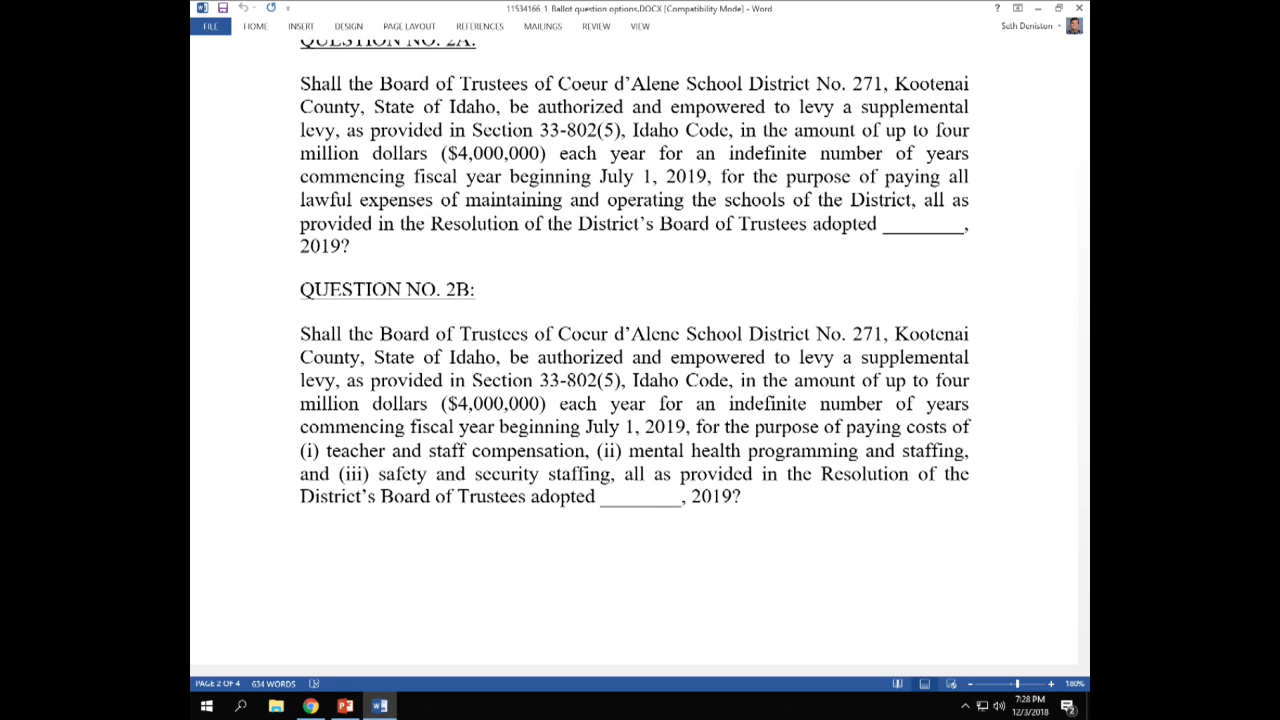 11534166_1_Ballot question options.DOCX [Compatibility Mode] - Word
FILE HOME INSERT DESIGN PAGE LAYOUT REFERENCES MAILINGS REVIEW VIEW Seth Deniston
QUESTION NO. 2A:
Shall the Board of Trustees of Coeur d’Alene School District No. 271, Kootenai
County, State of Idaho, be authorized and empowered to levy a supplemental
levy, as provided in Section 33-802(5), Idaho Code, in the amount of up to four
million dollars ($4,000,000) each year for an indefinite number of years
commencing fiscal year beginning July 1, 2019, for the purpose of paying all
lawful expenses of maintaining and operating the schools of the District, all as
provided in the Resolution of the District’s Board of Trustees adopted ________,
2019?
QUESTION NO. 2B:
Shall the Board of Trustees of Coeur d’Alene School District No. 271, Kootenai
County, State of Idaho, be authorized and empowered to levy a supplemental
levy, as provided in Section 33-802(5), Idaho Code, in the amount of up to four
million dollars ($4,000,000) each year for an indefinite number of years
commencing fiscal year beginning July 1, 2019, for the purpose of paying costs of
(i) teacher and staff compensation, (ii) mental health programming and staffing,
and (iii) safety and security staffing, all as provided in the Resolution of the
District’s Board of Trustees adopted ________, 2019?
PAGE 2 OF 4 634 WORDS 180%
7:28 PM
12/3/2018
2